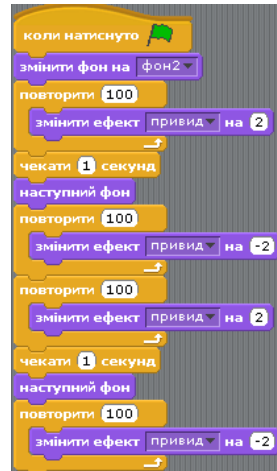 коли натиснуто
змінити фон на фон2
повторити 100
змінити ефект привид на 2
чекати 1 секунд
наступний фон
повторити 100
змінити ефект привид на -2
повторити 100
змінити ефект привид на 2
чекати 1 секунд
наступний фон
повторити 100
змінити ефект привид на -2